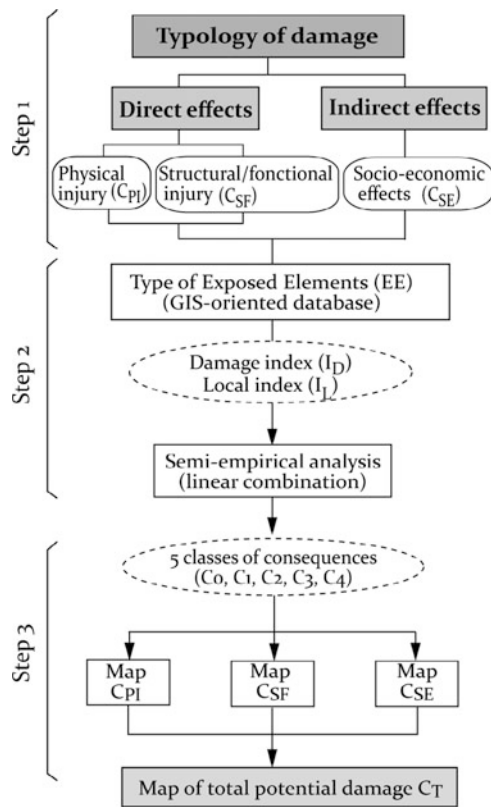 Step 1
Typology of damage
Direct effects
Indirect effects
Physical
injury (CPI)
Structural/fonctional
injury (CSF)
Socio-economic
effects (CSE)
Step 2
Type of Exposed Elements (EE)
(GIS-oriented database)
Damage index (ID)
Local index (IL)
Semi-empirical analysis
(linear combination)
Step 3
5 classes of consequences
(C0, C1, C2, C3, C4)
Map
CPI
Map
CSF
Map
CSE
Map of total potential damage CT